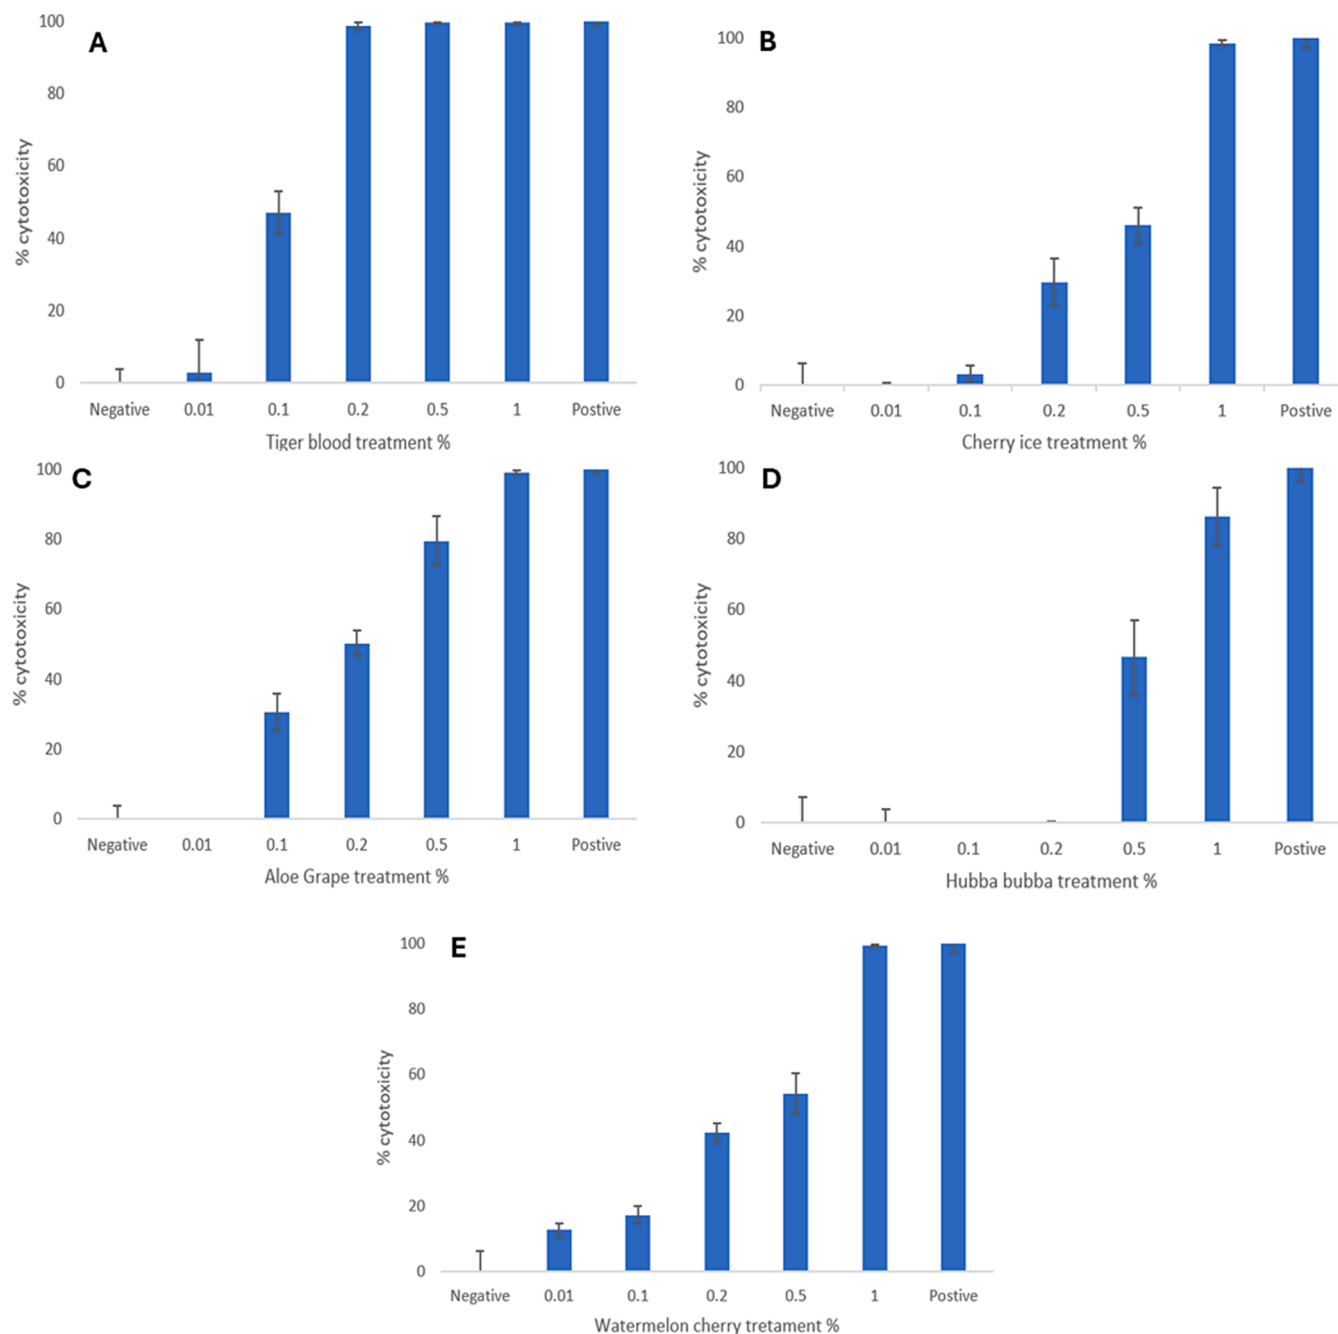 A
% cytotoxicity
100
80
60
40
20
0
Negative 0.01 0.1 0.2 0.5 1 Postive
Tiger blood treatment %
B
% cytotoxicity
100
80
60
40
20
0
Negative 0.01 0.1 0.2 0.5 1 Postive
Cherry ice treatment %
C
% cytotoxicity
100
80
60
40
20
0
Negative 0.01 0.1 0.2 0.5 1 Postive
Aloe Grape treatment %
D
% cytotoxicity
100
80
60
40
20
0
Negative 0.01 0.1 0.2 0.5 1 Postive
Hubba bubba treatment %
E
% cytotoxicity
100
80
60
40
20
0
Negative 0.01 0.1 0.2 0.5 1 Postive
Watermelon cherry tretament %